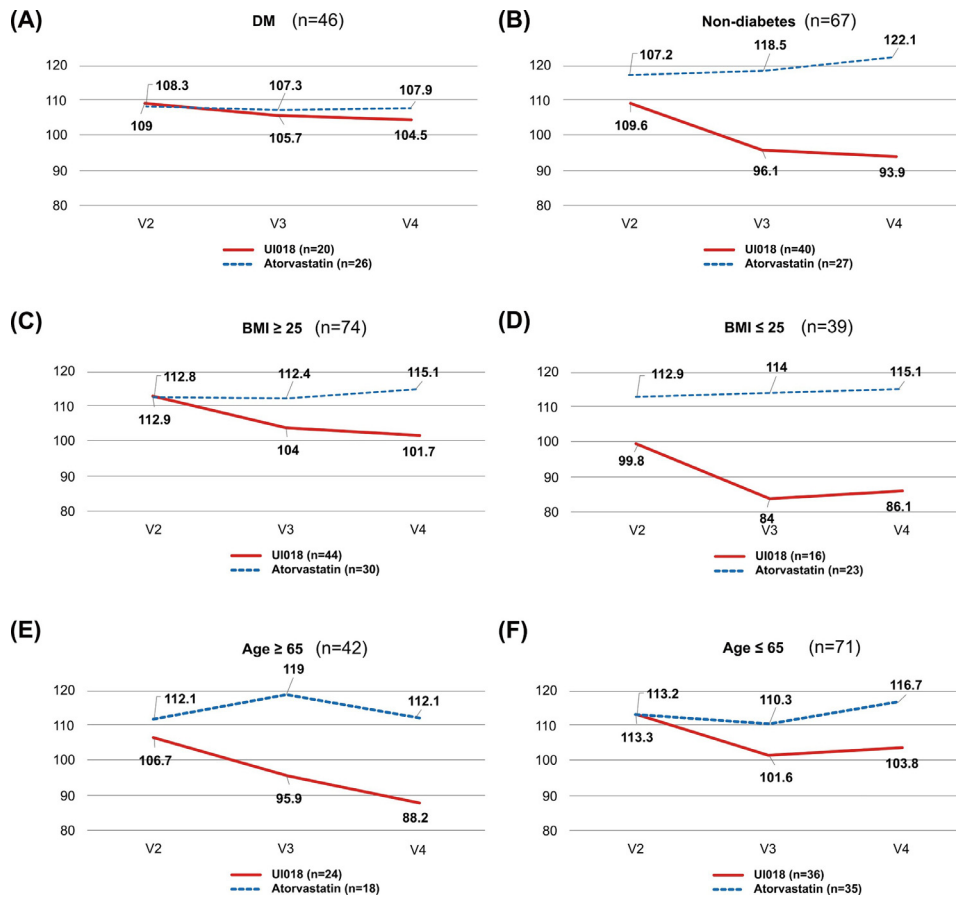 (A)
DM (n=46)
120
110
100
90
80
108.3
107.3
107.9
109
105.7
104.5
V2
V3
V4
UI018 (n=20)
Atorvastatin (n=26)
(B)
Non-diabetes (n=67)
120
110
100
90
80
107.2
118.5
122.1
109.6
96.1
93.9
V2
V3
V4
UI018 (n=40)
Atorvastatin (n=27)
(C)
BMI ≥ 25 (n=74)
120
110
100
90
80
112.8
112.4
115.1
112.9
104
101.7
V2
V3
V4
UI018 (n=44)
Atorvastatin (n=30)
(D)
BMI ≤ 25 (n=39)
120
110
100
90
80
112.9
114
115.1
99.8
84
86.1
V2
V3
V4
UI018 (n=16)
Atorvastatin (n=23)
(E)
Age ≥ 65 (n=42)
120
110
100
90
80
112.1
119
112.1
106.7
95.9
88.2
V2
V3
V4
UI018 (n=24)
Atorvastatin (n=18)
(F)
Age ≤ 65 (n=71)
120
110
100
90
80
113.2
110.3
116.7
113.3
101.6
103.8
V2
V3
V4
UI018 (n=36)
Atorvastatin (n=35)